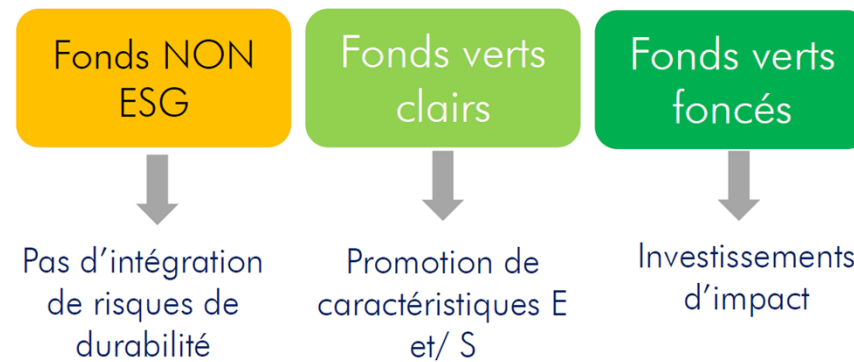 Fonds NON
ESG
Pas d'intégration
de risques de
durabilité
Fonds verts
clairs
Promotion de
caractéristiques E
et/ S
Fonds verts
foncés
Investissements
d'impact